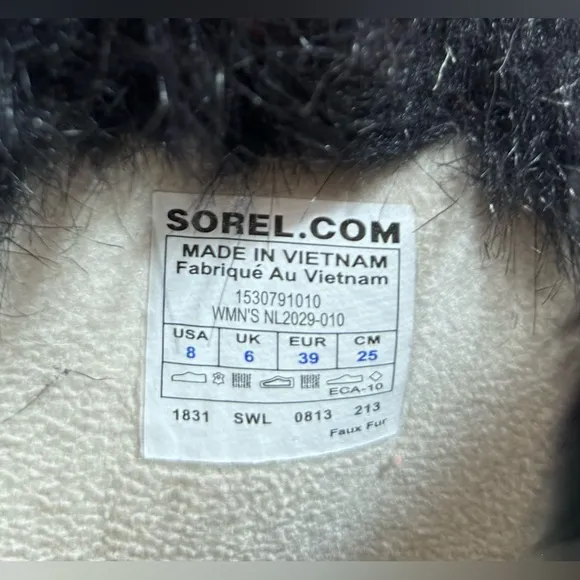 SOREL.COM
MADE IN VIETNAM
Fabriqué Au Vietnam
1530791010
WMN'S NL2029-010
USA UK EUR CM
8 6 39 25
ECA-10
1831 SWL 0813 213
Faux Fur